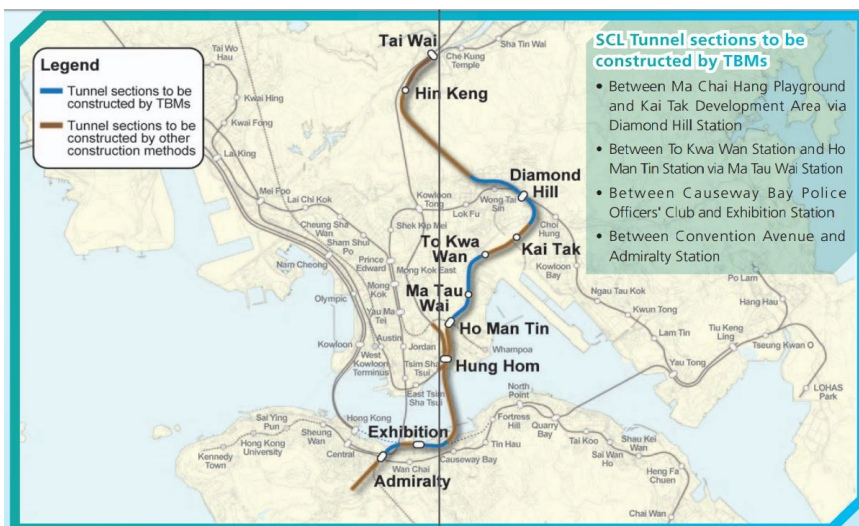 Legend
Tunnel sections to be
constructed by TBMs
Tunnel sections to be
constructed by other
construction methods
SCL Tunnel sections to be
constructed by TBMs
• Between Ma Chai Hang Playground
and Kai Tak Development Area via
Diamond Hill Station
• Between To Kwa Wan Station and Ho
Man Tin Station via Ma Tau Wai Station
• Between Causeway Bay Police
Officers' Club and Exhibition Station
• Between Convention Avenue and
Admiralty Station
Tai Wai
Che Kung
Temple
Sha Tin Wai
Tai Wo
Hau
Hin Keng
Kwai Hing
Kwai Fong
Lai King
Mei Foo
Lai Chi Kok
Cheung Sha
Wan
Sham Shui
Po
Shek Kip Mei
Kowloon
Tong
Lok Fu
Wong Tai
Sin
Diamond
Hill
Choi
Hung
Kowloon
Bay
Kai Tak
To Kwa
Wan
Nam Cheong
Prince
Edward
Mong Kok East
Mong
Kok
Olympic
Yau Ma
Tei
Ma Tau
Wai
Ho Man Tin
Whampoa
Ngau Tau Kok
Kwun Tong
Lam Tin
Yau Tong
Tiu Keng
Ling
Po Lam
Hang Hau
Tseung Kwan O
LOHAS
Park
Kowloon
West
Kowloon
Terminus
Austin
Jordan
Tsim Sha
Tsui
Hung Hom
East Tsim
Sha Tsui
North
Point
Fortress
Hill
Quarry
Bay
Sai Ying
Pun
Hong Kong
Exhibition
Kennedy
Town
Hong Kong
University
Sheung
Wan
Central
Wan Chai
Causeway Bay
Tin Hau
Tai Koo
Sai Wan
Ho
Shau Kei
Wan
Heng Fa
Chuen
Admiralty
Chai Wan